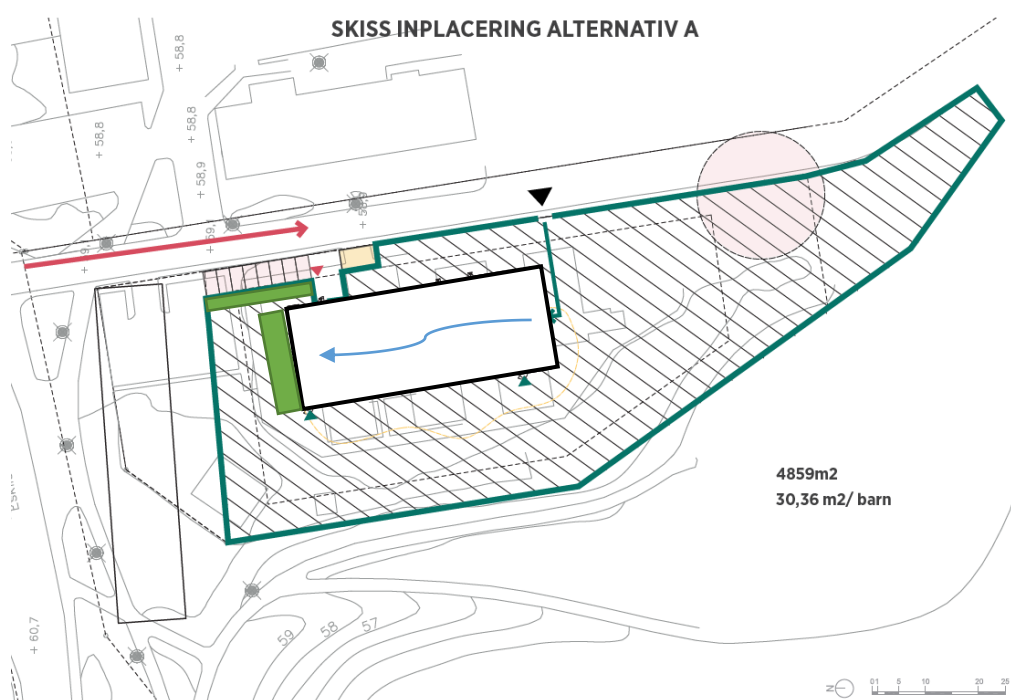 SKISS INPLACERING ALTERNATIV A
+ 58,8
+ 58,8
+ 58,8
+ 58,9
4859m2
30,36 m2/ barn
+ 60,7
59
58
57
N
0 1 5 10 20 25